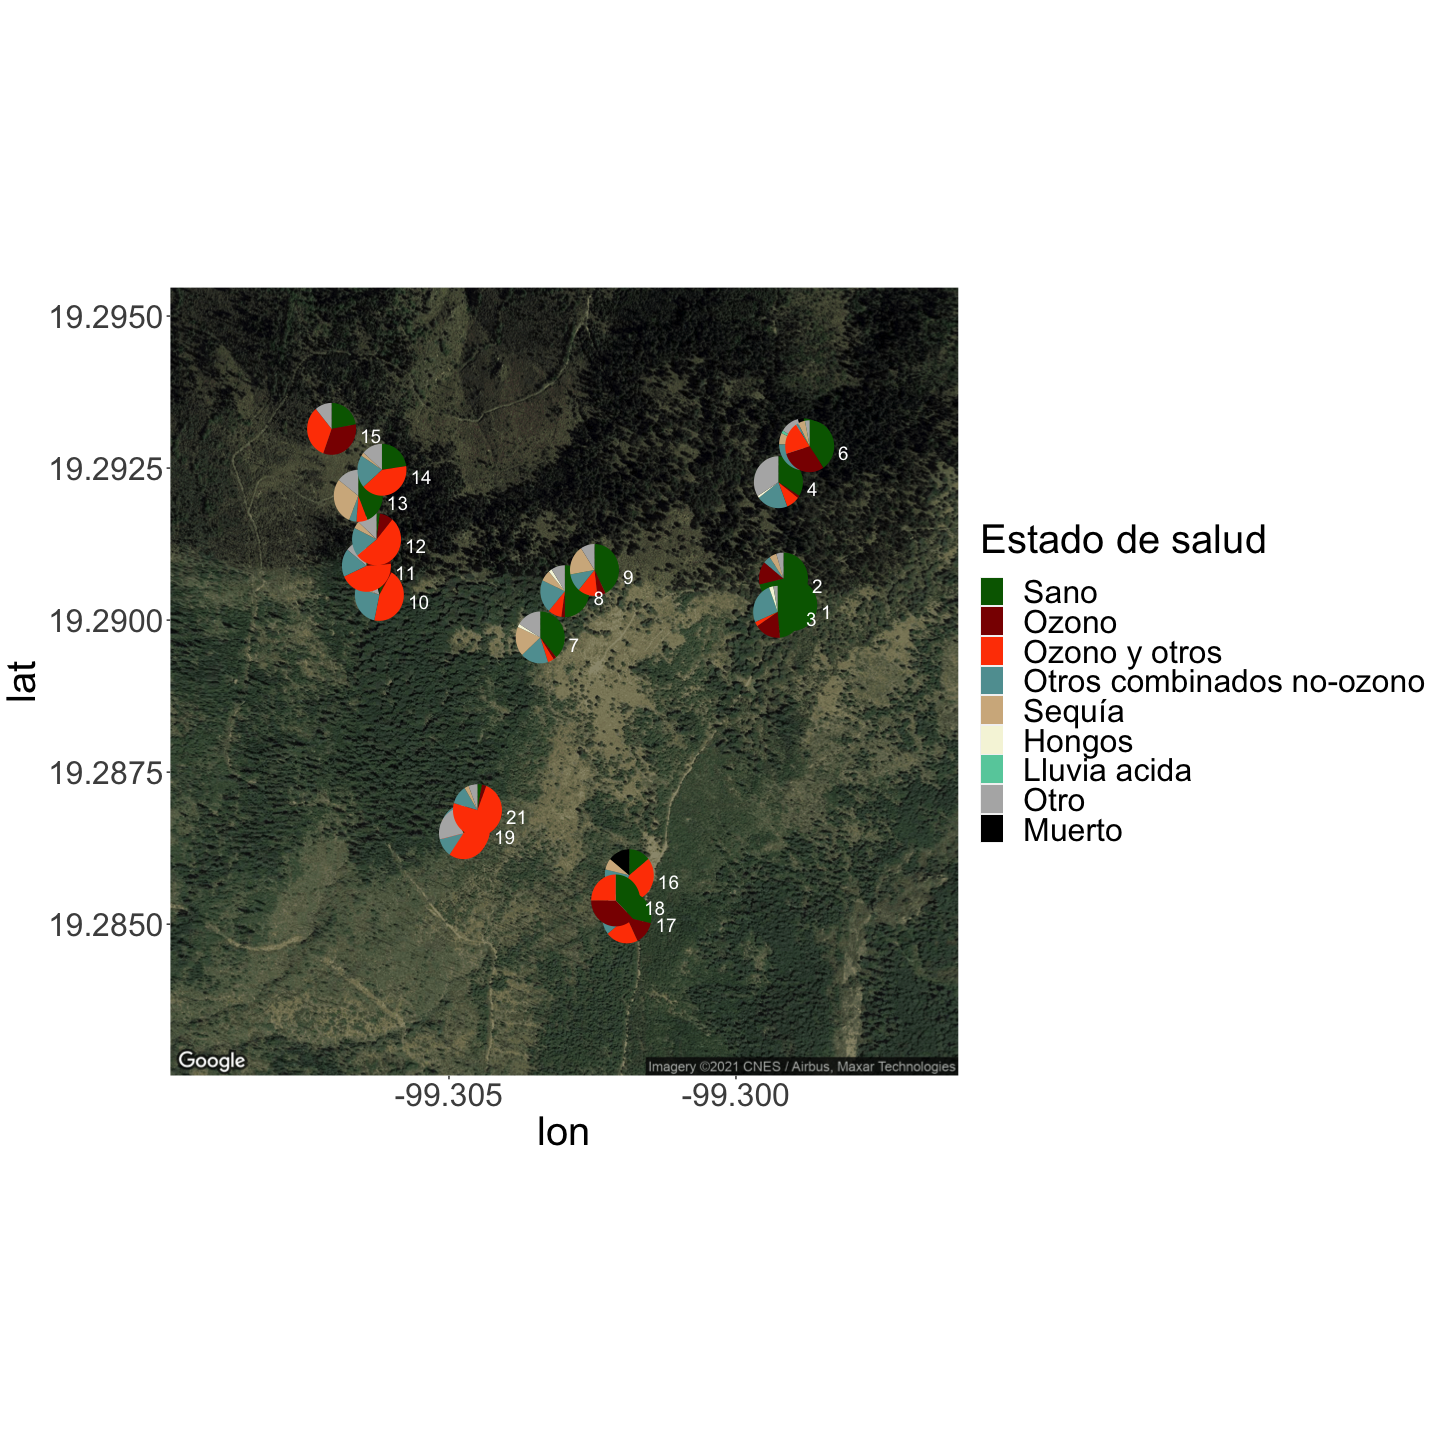 19.2950
19.2925
19.2900
19.2875
19.2850
lat
15
14
13
12
11
10
6
4
9
8
7
2
1
3
21
19
16
18
17
Google
Imagery ©2021 CNES / Airbus, Maxar Technologies
-99.305
-99.300
lon
Estado de salud
Sano
Ozono
Ozono y otros
Otros combinados no-ozono
Sequía
Hongos
Lluvia acida
Otro
Muerto